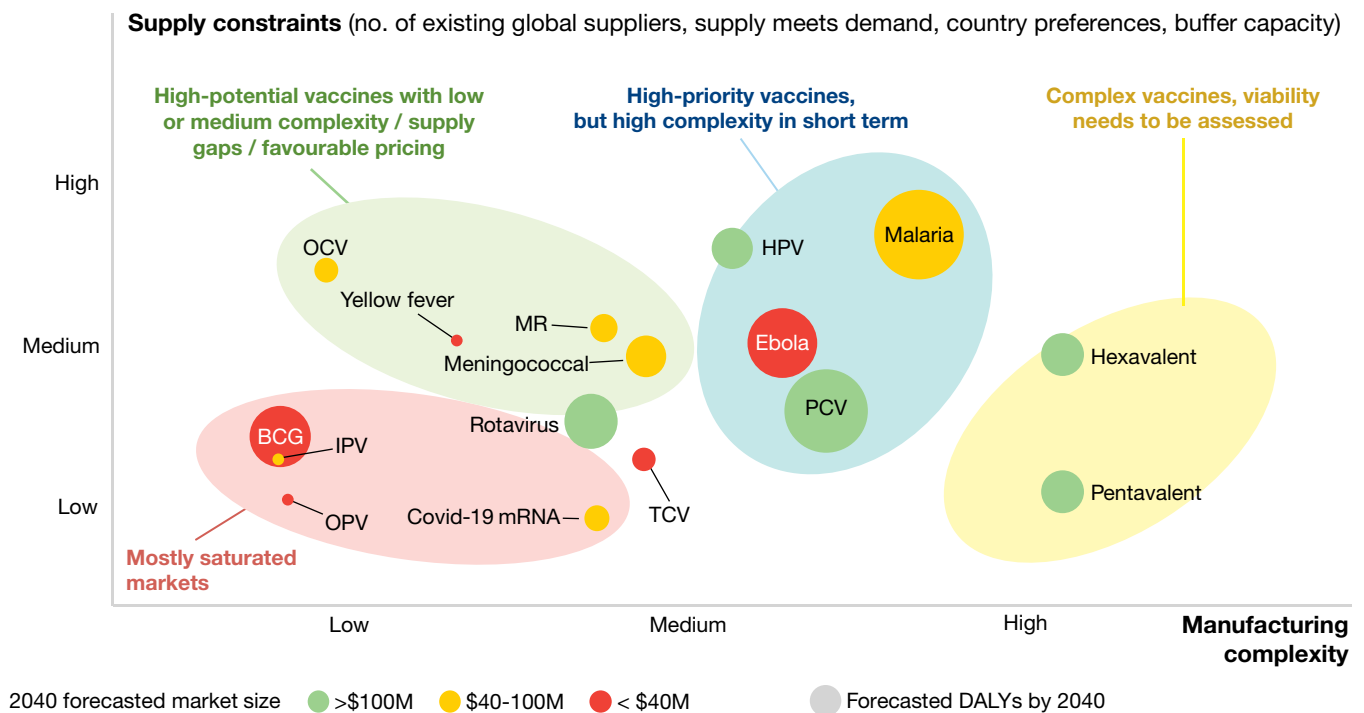 Supply constraints (no. of existing global suppliers, supply meets demand, country preferences, buffer capacity)
High-potential vaccines with low
or medium complexity / supply
gaps / favourable pricing
High-priority vaccines,
but high complexity in short term
Complex vaccines, viability
needs to be assessed
High
Medium
Low
OCV
Yellow fever
MR
Meningococcal
HPV
Malaria
Ebola
PCV
Hexavalent
Pentavalent
Rotavirus
BCG
IPV
OPV
Covid-19 mRNA
TCV
Mostly saturated
markets
Low
Medium
High
Manufacturing
complexity
2040 forecasted market size
>$100M
$40-100M
< $40M
Forecasted DALYs by 2040